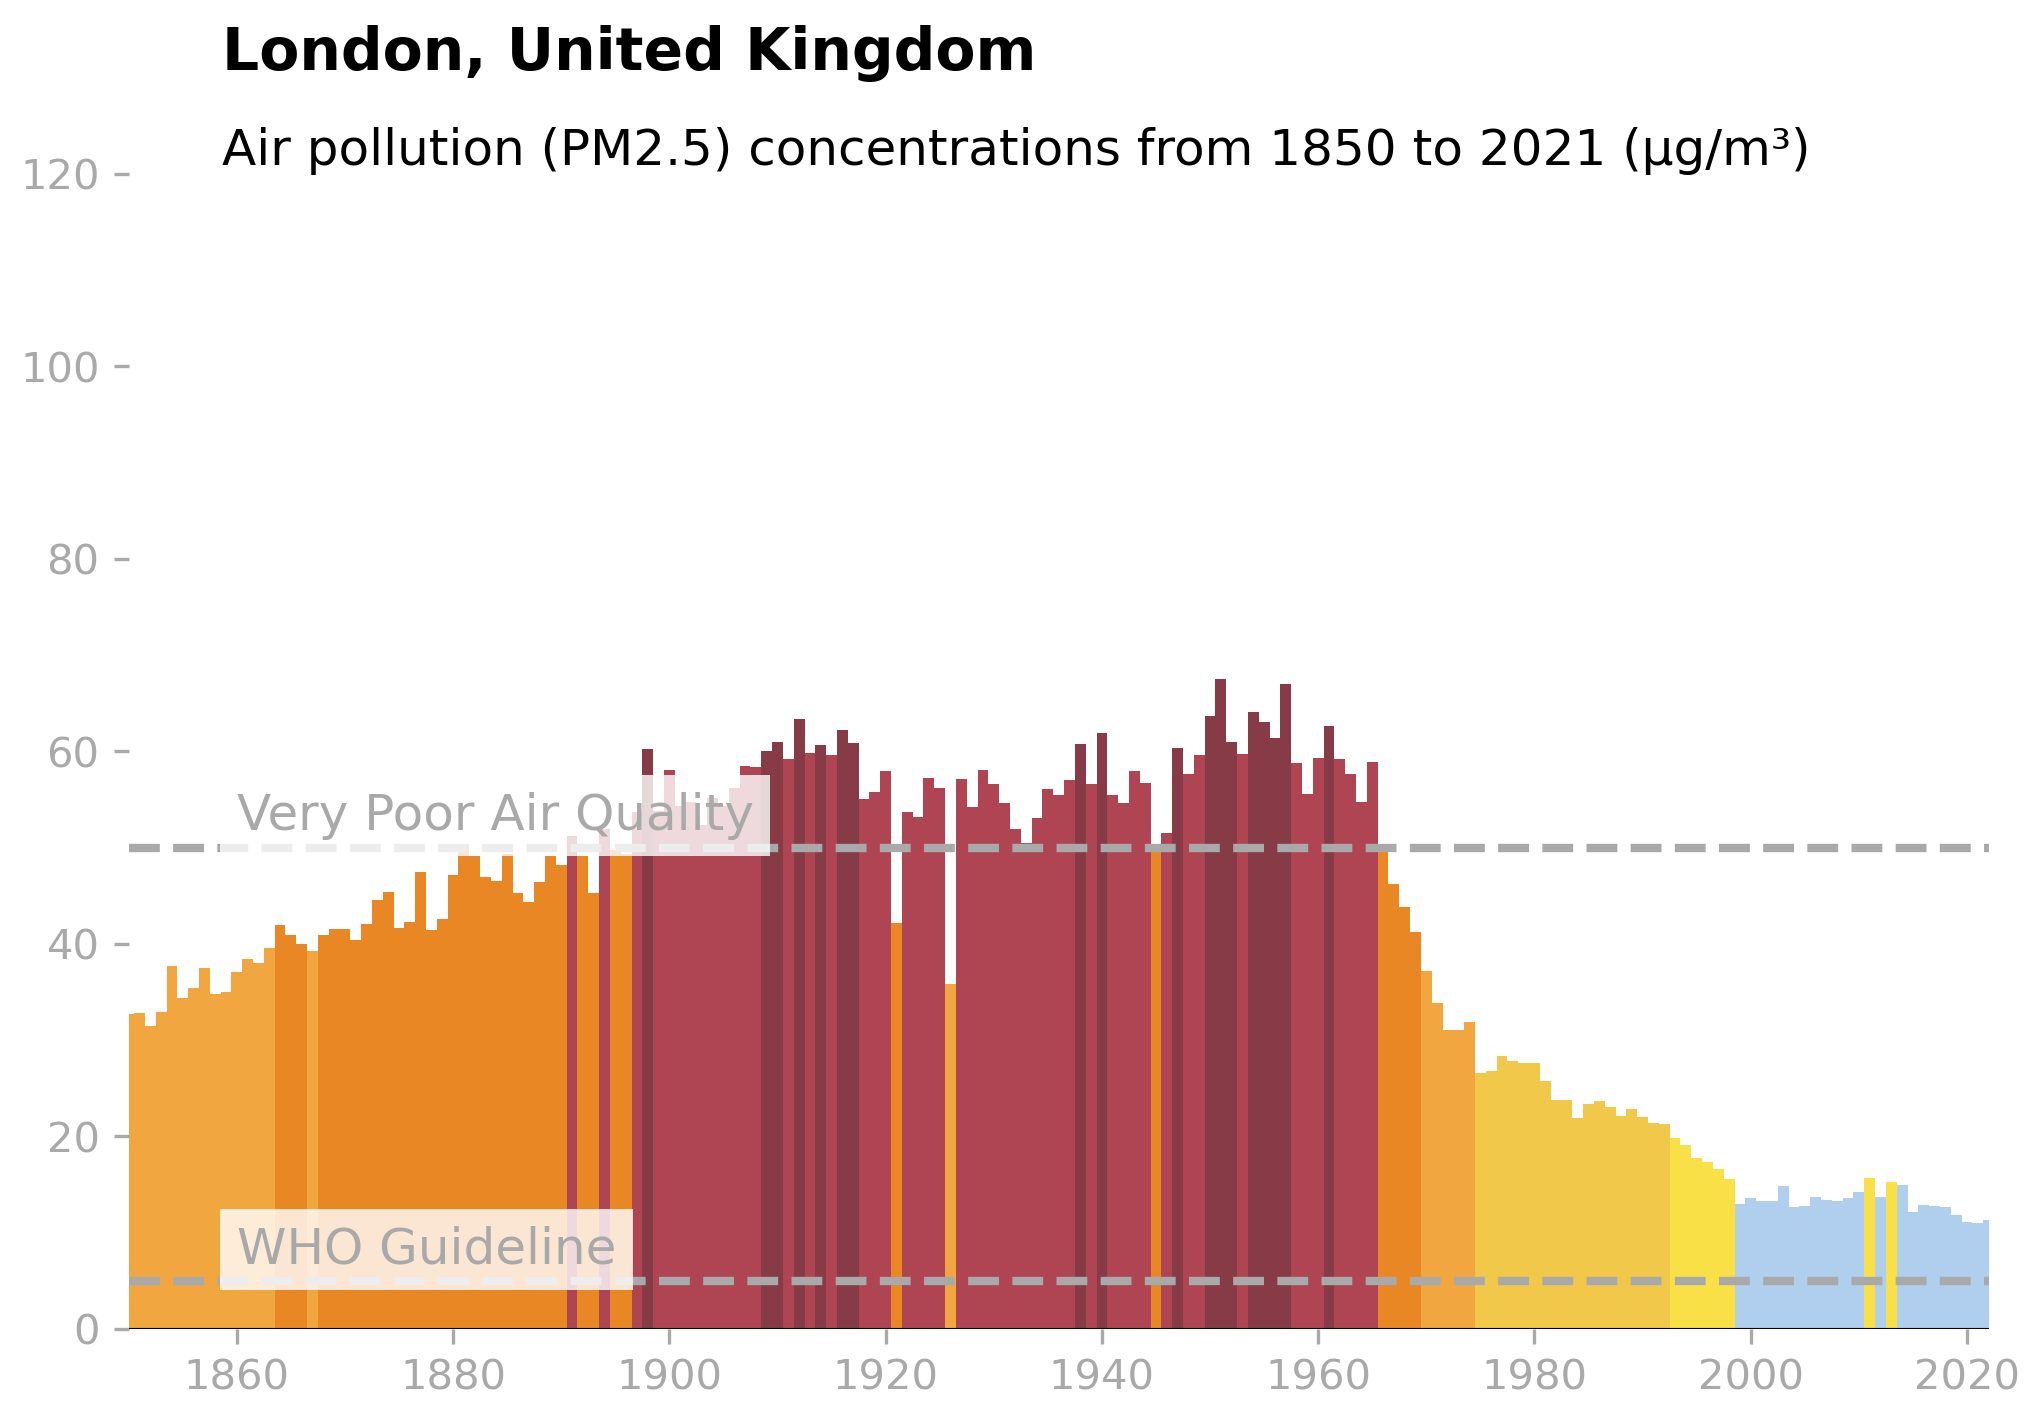 London, United Kingdom
Air pollution (PM2.5) concentrations from 1850 to 2021 (µg/m³)
120
100
80
60
Very Poor Air Quality
40
20
WHO Guideline
0
1860 1880 1900 1920 1940 1960 1980 2000 2020